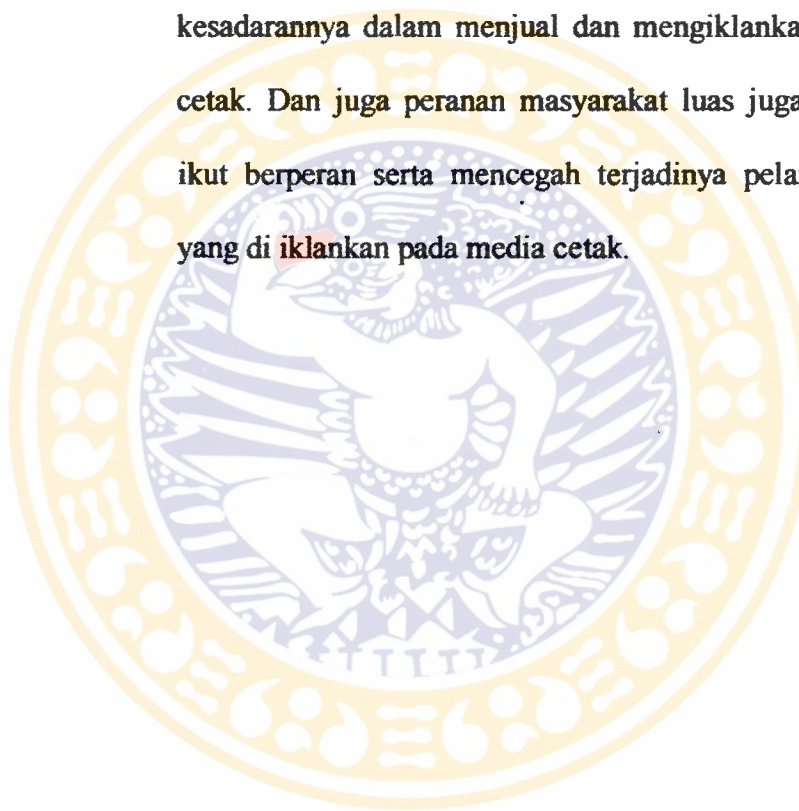 kesadarannya dalam menjual dan mengiklanka
cetak. Dan juga peranan masyarakat luas juga
ikut berperan serta mencegah terjadinya pela
yang di iklankan pada media cetak.